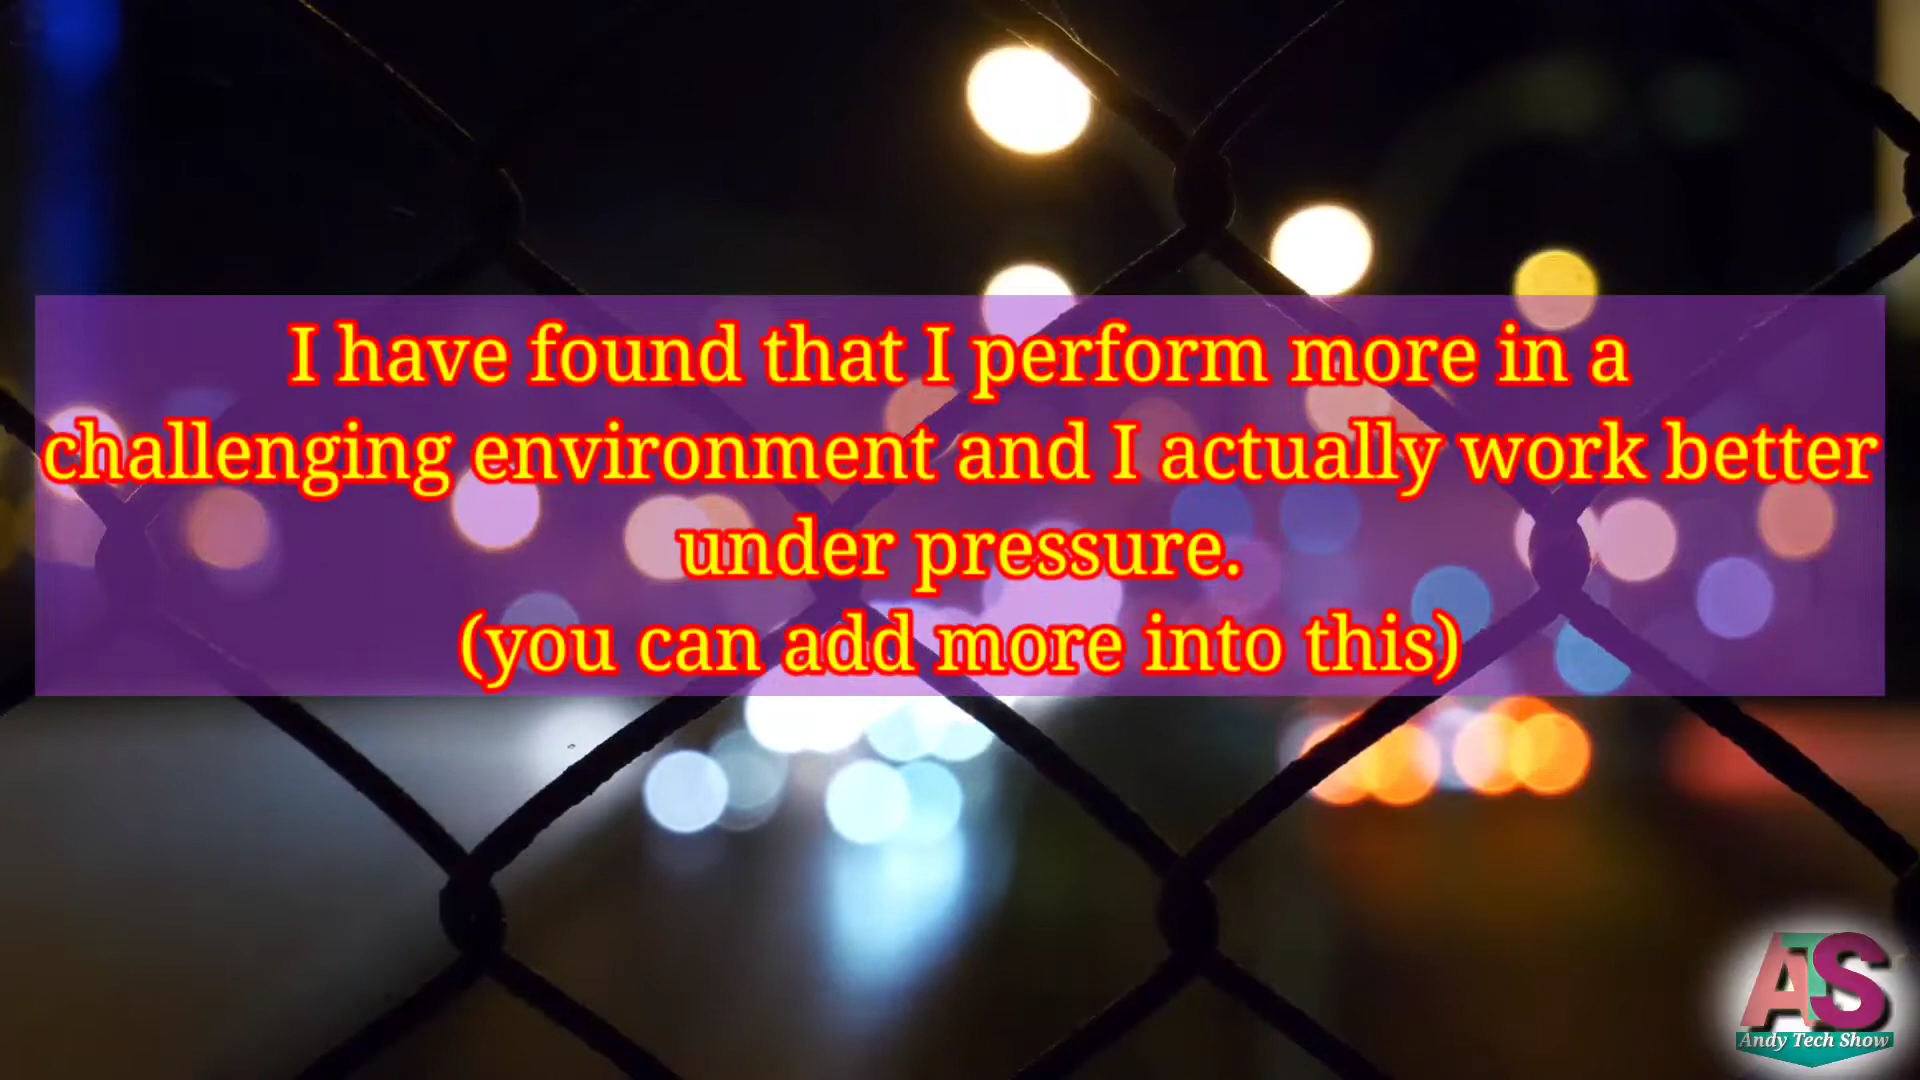 I have found that I perform more in a
challenging environment and I actually work better
under pressure.
(you can add more into this)
ATS
Andy Tech Show